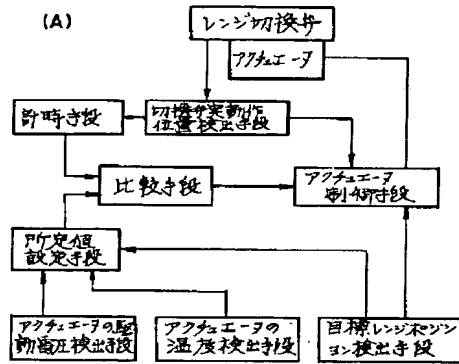 (A)
レンジ切換弁
アクチュエータ
計時手段
切換弁実動作
位置検出手段
比較手段
アクチュエータ
制御手段
所定値
設定手段
アクチュエータの駆
動電圧検出手段
アクチュエータの
温度検出手段
目標レンジポジシ
ョン検出手段